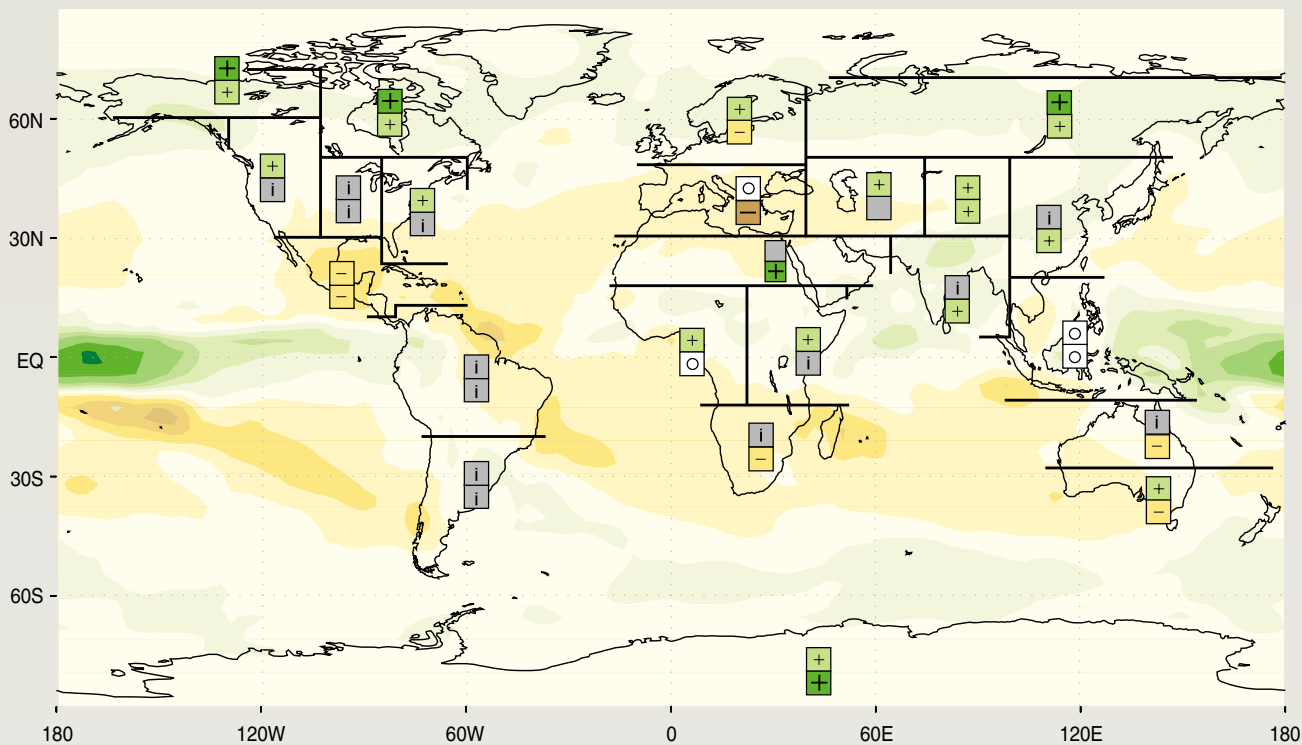 +
+
+
+
60N
+
−
+
+
+
i
i
i
+
i
○
−
+
+
+
i
+
30N
−
−
+
i
+
EQ
+
○
+
i
○
○
i
i
i
−
i
−
30S
i
i
+
−
60S
+
+
180
120W
60W
0
60E
120E
180